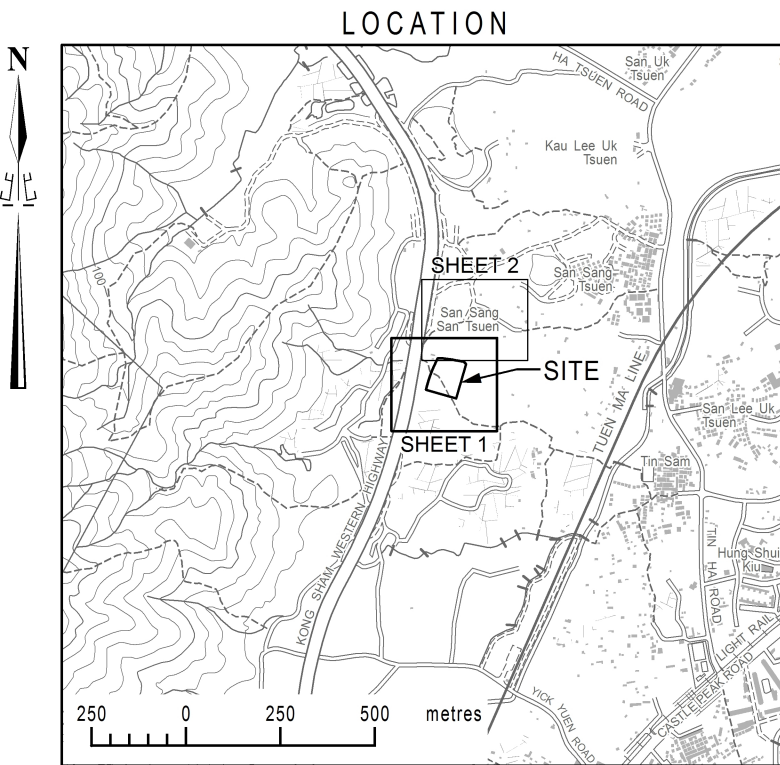 LOCATION
N
HA TSUEN ROAD
San Uk
Tsuen
Kau Lee Uk
Tsuen
100
SHEET 2
San Sang
Tsuen
San Sang
San Tsuen
SITE
SHEET 1
TUEN MA LINE
San Lee Uk
Tsuen
Tin Sam
KONG SHAM WESTERN HIGHWAY
TIN HA ROAD
Hung Shui
Kiu
LIGHT RAIL
CASTLE PEAK ROAD
YICK YUEN ROAD
250 0 250 500 metres